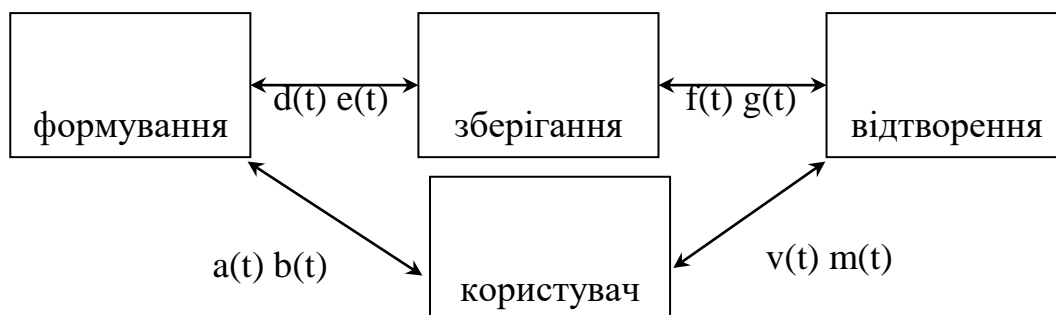 d(t) e(t)
f(t) g(t)
формування
зберігання
відтворення
a(t) b(t)
v(t) m(t)
користувач